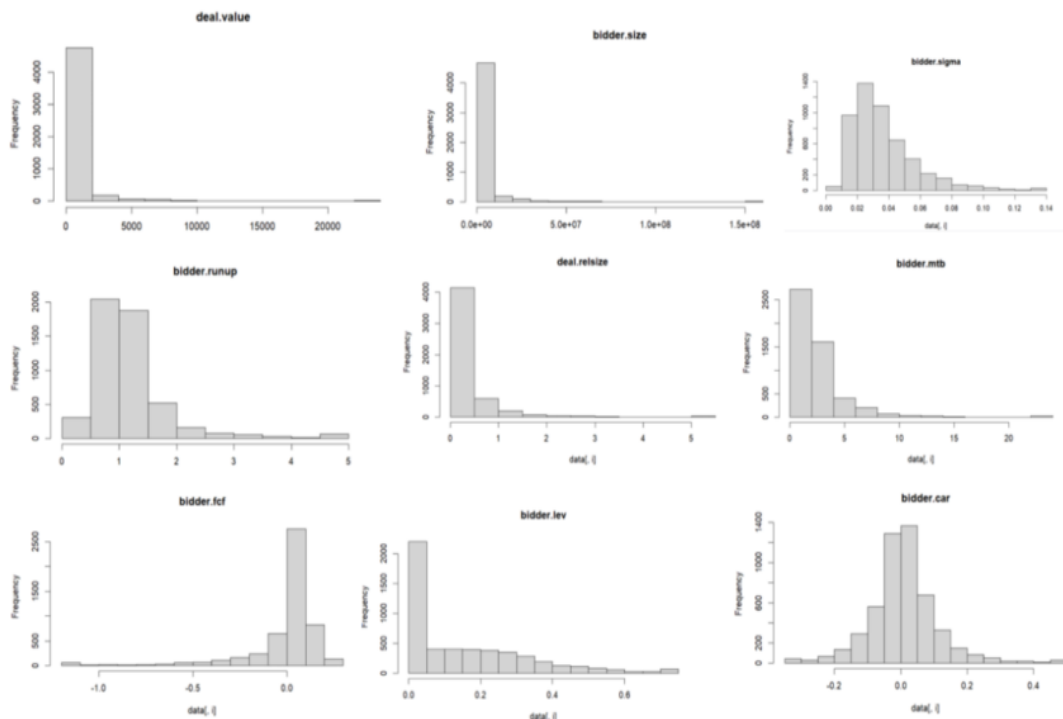 deal.value
Frequency
0 1000 2000 3000 4000
0 5000 10000 15000 20000
bidder.size
Frequency
0 1000 2000 3000 4000
0.0e+00 5.0e+07 1.0e+08 1.5e+08
bidder.sigma
Frequency
0 200 600 1000 1400
0.00 0.02 0.04 0.06 0.08 0.10 0.12 0.14
data[, i]
bidder.runup
Frequency
0 500 1000 1500 2000
0 1 2 3 4 5
deal.relsize
Frequency
0 1000 2000 3000 4000
0 1 2 3 4 5
data[, i]
bidder.mtb
Frequency
0 500 1500 2500
0 5 10 15 20
data[, i]
bidder.fcf
Frequency
0 500 1500 2500
-1.0 -0.5 0.0
data[, i]
bidder.lev
Frequency
0 500 1000 1500 2000
0.0 0.2 0.4 0.6
data[, i]
bidder.car
Frequency
0 200 600 1000 1400
-0.2 0.0 0.2 0.4
data[, i]